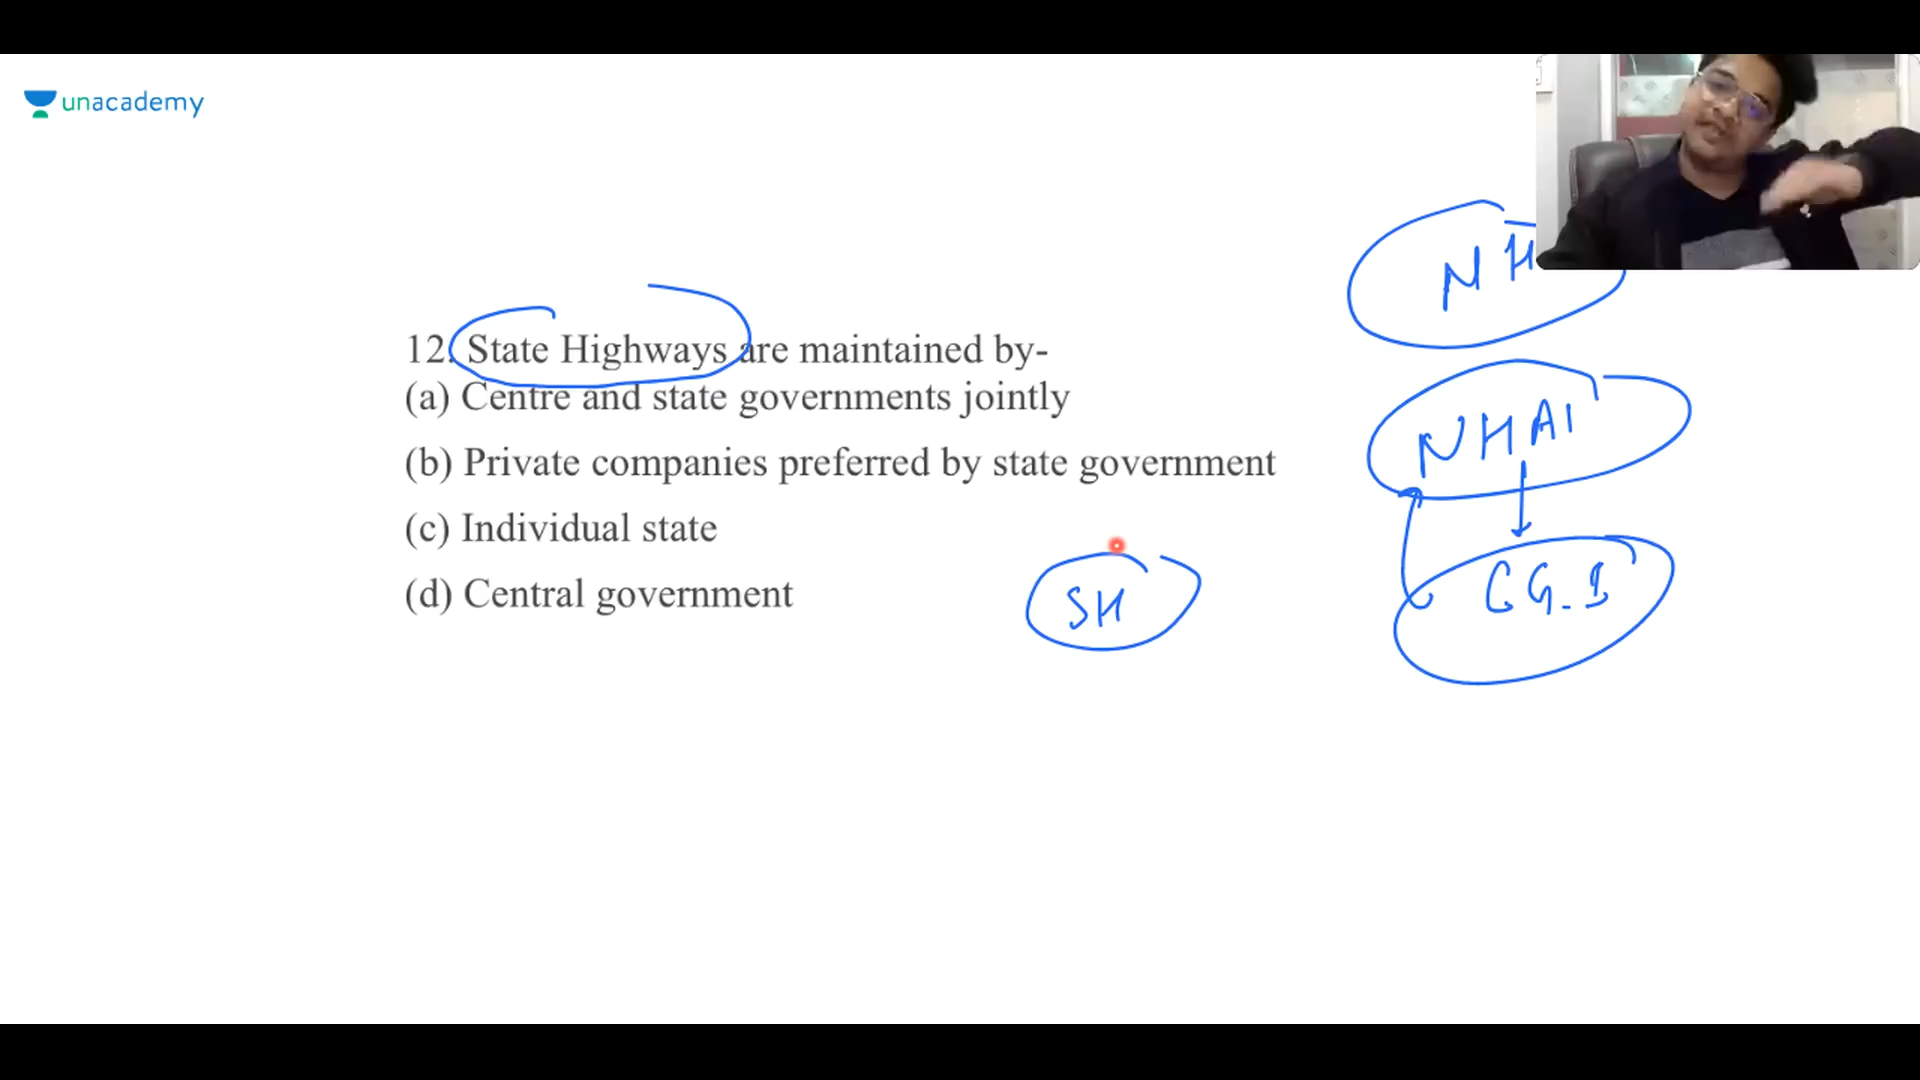 unacademy
NH
12. State Highways are maintained by-
(a) Centre and state governments jointly
NHAI
(b) Private companies preferred by state government
(c) Individual state
(d) Central government
SH
C G.I